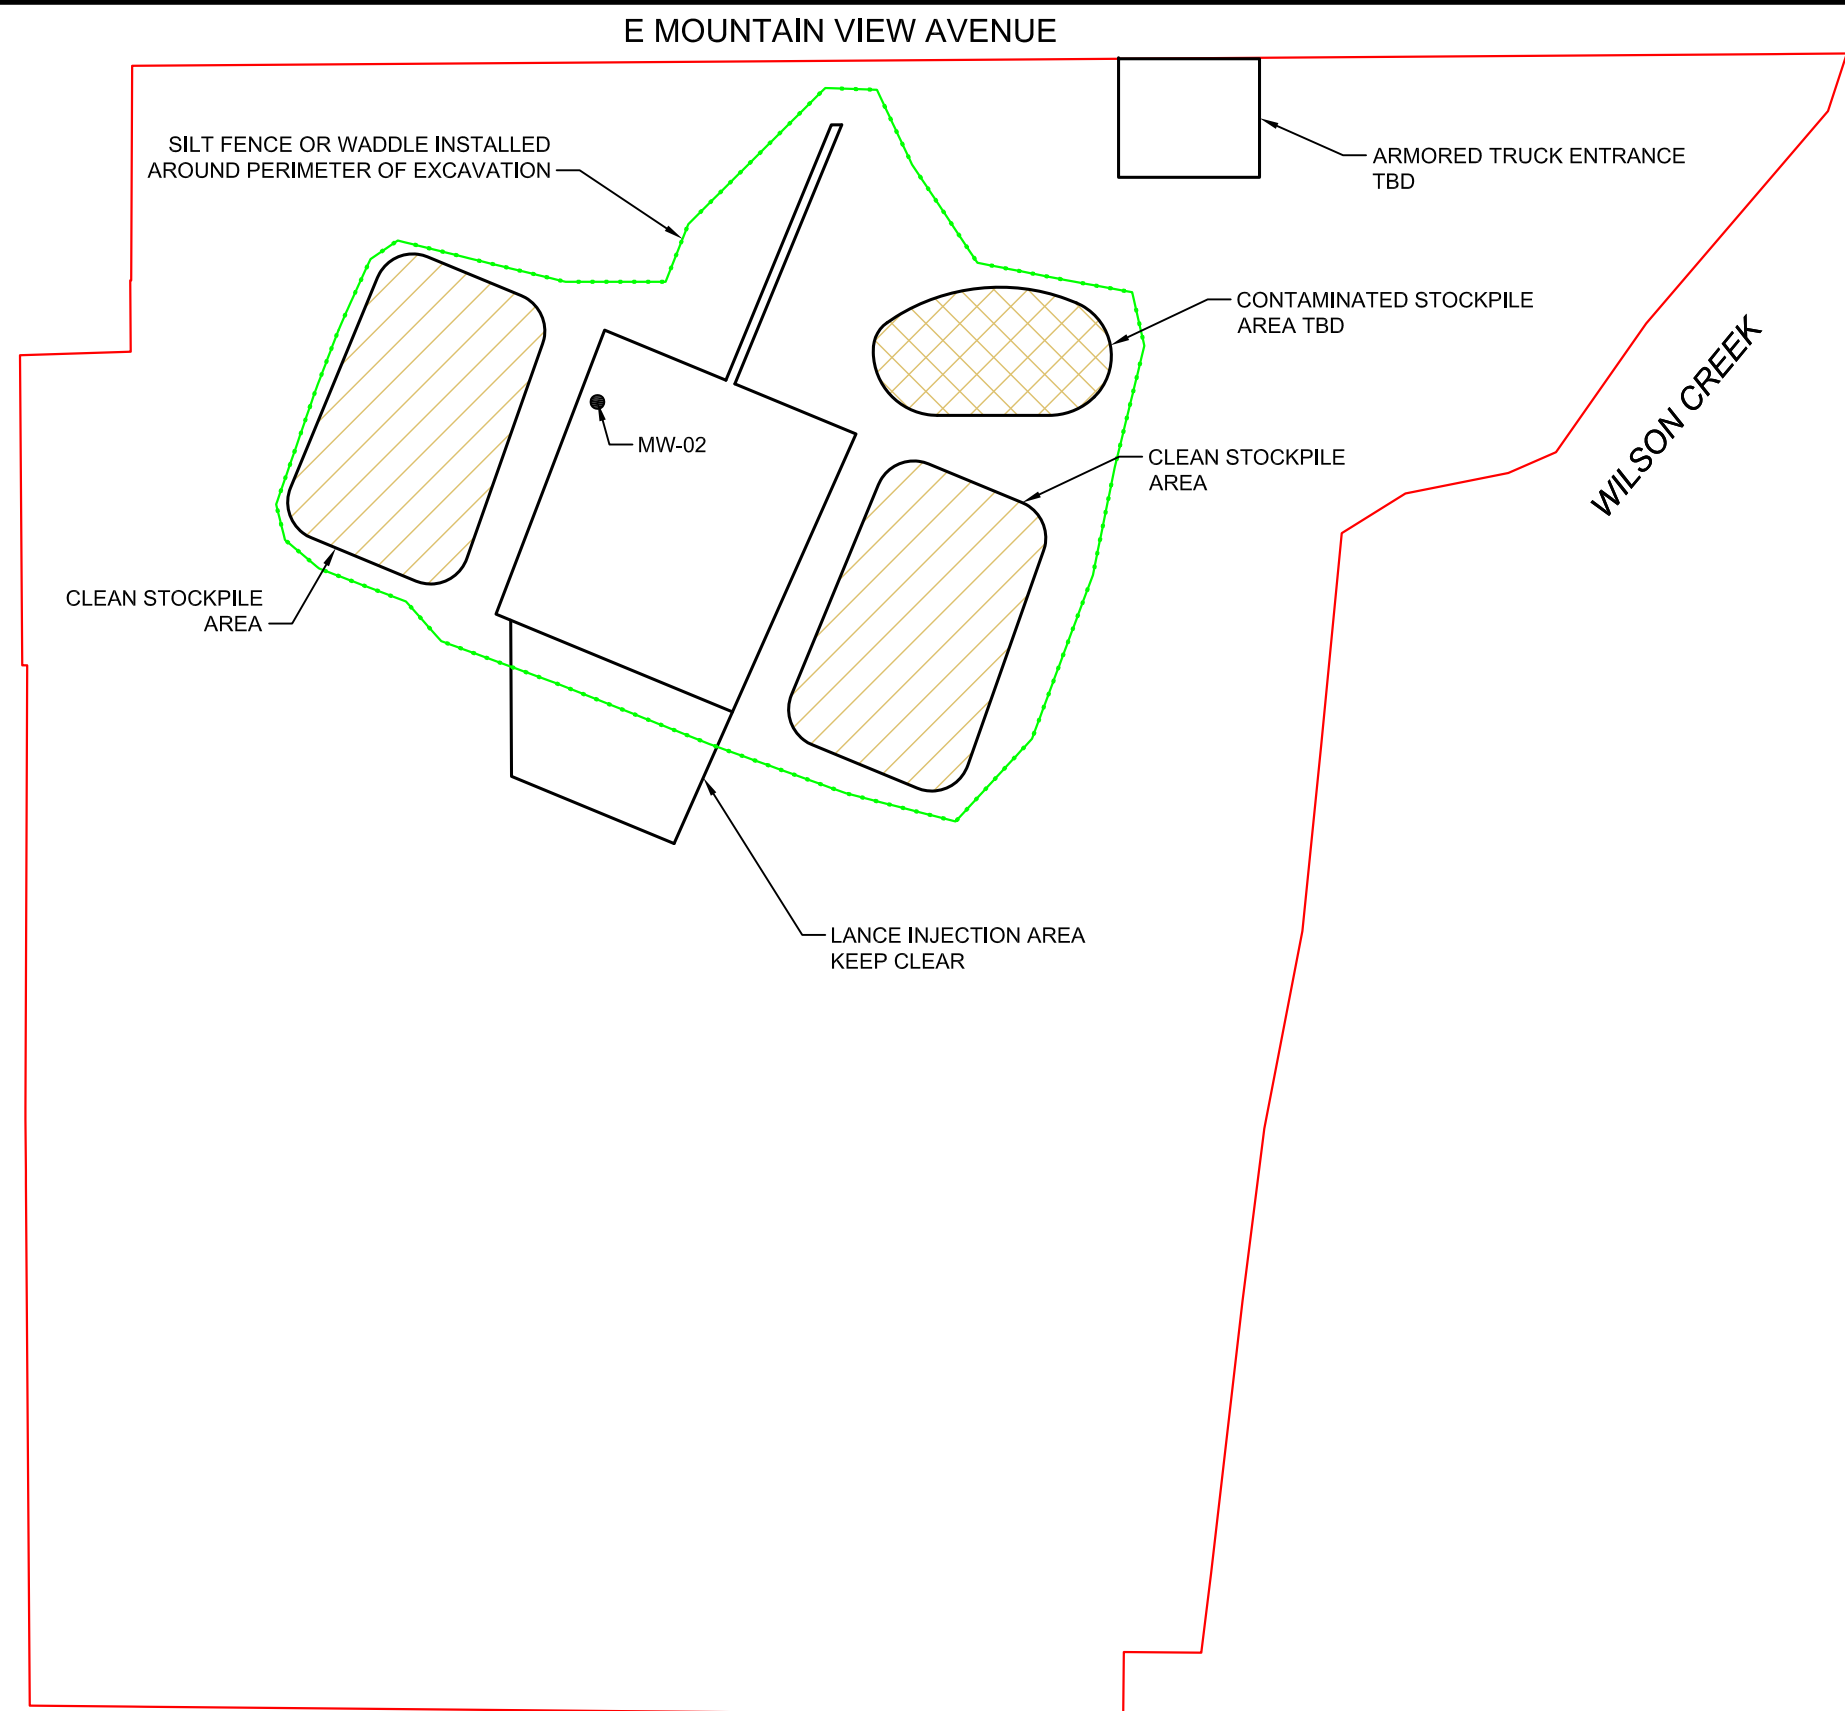 E MOUNTAIN VIEW AVENUE
SILT FENCE OR WADDLE INSTALLED
AROUND PERIMETER OF EXCAVATION
ARMORED TRUCK ENTRANCE
TBD
CONTAMINATED STOCKPILE
AREA TBD
WILSON CREEK
MW-02
CLEAN STOCKPILE
AREA
CLEAN STOCKPILE
AREA
LANCE INJECTION AREA
KEEP CLEAR